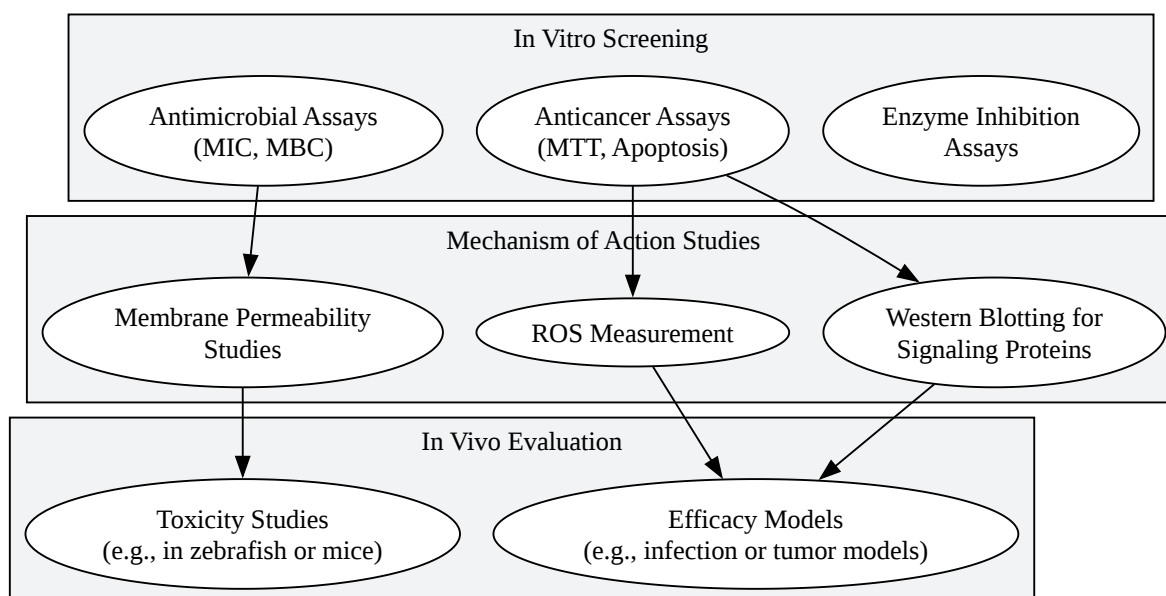 In Vitro Screening
Antimicrobial Assays
(MIC, MBC)
Anticancer Assays
(MTT, Apoptosis)
Enzyme Inhibition
Assays
Mechanism of Action Studies
Membrane Permeability
Studies
ROS Measurement
Western Blotting for
Signaling Proteins
In Vivo Evaluation
Toxicity Studies
(e.g., in zebrafish or mice)
Efficacy Models
(e.g., infection or tumor models)